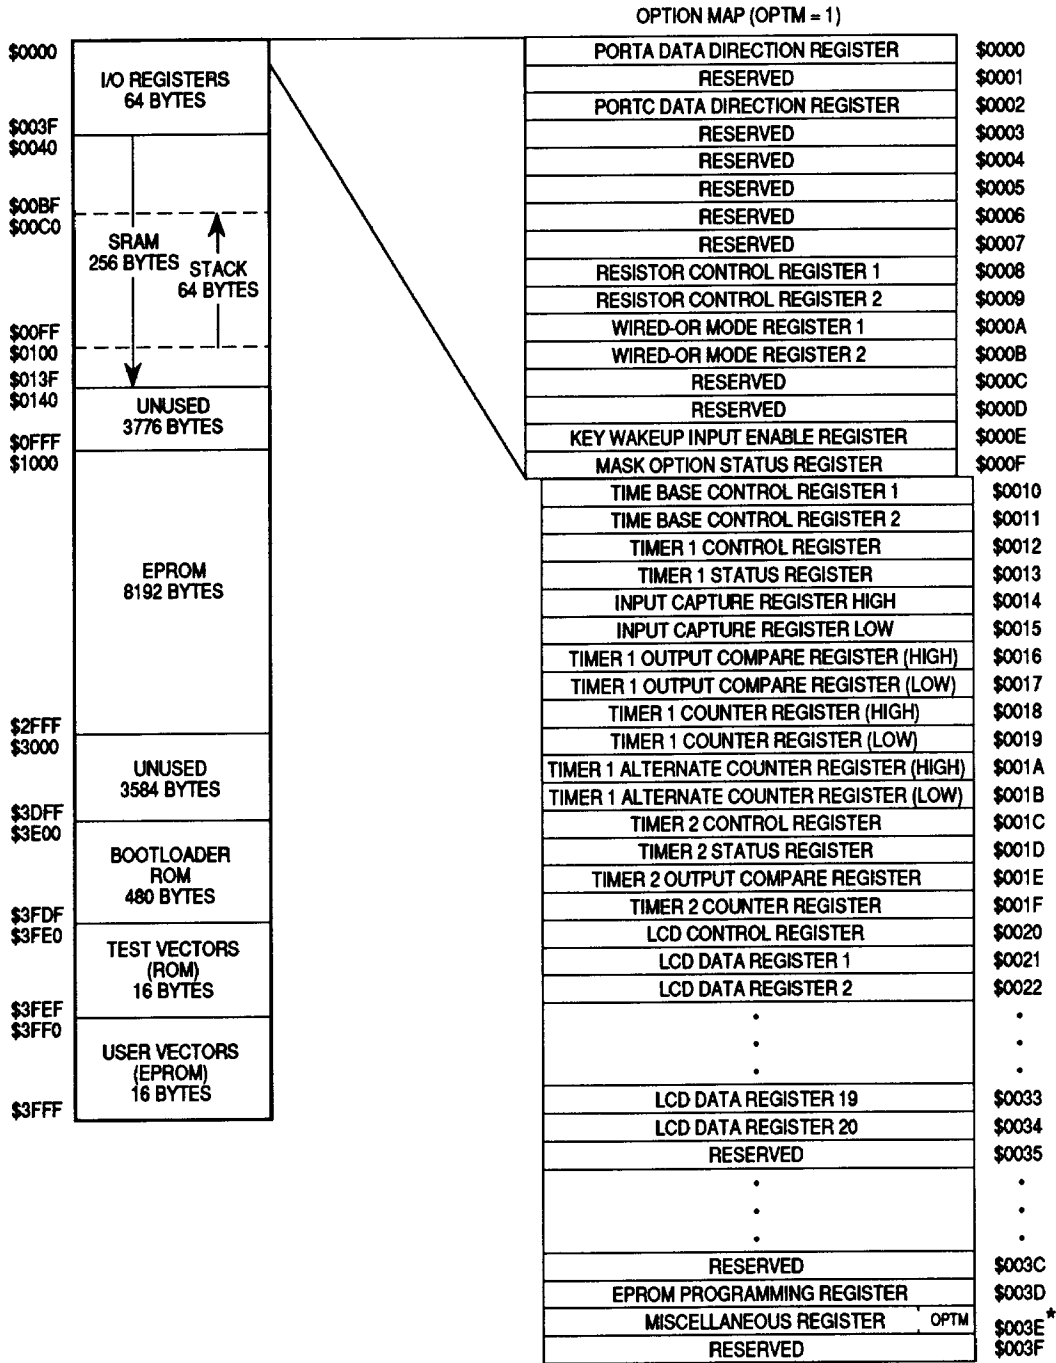 OPTION MAP (OPTM = 1)
$0000
I/O REGISTERS
64 BYTES
$003F
$0040
$00BF
$00C0
SRAM
256 BYTES
STACK
64 BYTES
$00FF
$0100
$013F
$0140
UNUSED
3776 BYTES
$0FFF
$1000
EPROM
8192 BYTES
$2FFF
$3000
UNUSED
3584 BYTES
$3DFF
$3E00
BOOTLOADER
ROM
480 BYTES
$3FDF
$3FE0
TEST VECTORS
(ROM)
16 BYTES
$3FEF
$3FF0
USER VECTORS
(EPROM)
16 BYTES
$3FFF
PORTA DATA DIRECTION REGISTER $0000
RESERVED $0001
PORTC DATA DIRECTION REGISTER $0002
RESERVED $0003
RESERVED $0004
RESERVED $0005
RESERVED $0006
RESERVED $0007
RESISTOR CONTROL REGISTER 1 $0008
RESISTOR CONTROL REGISTER 2 $0009
WIRED-OR MODE REGISTER 1 $000A
WIRED-OR MODE REGISTER 2 $000B
RESERVED $000C
RESERVED $000D
KEY WAKEUP INPUT ENABLE REGISTER $000E
MASK OPTION STATUS REGISTER $000F
TIME BASE CONTROL REGISTER 1 $0010
TIME BASE CONTROL REGISTER 2 $0011
TIMER 1 CONTROL REGISTER $0012
TIMER 1 STATUS REGISTER $0013
INPUT CAPTURE REGISTER HIGH $0014
INPUT CAPTURE REGISTER LOW $0015
TIMER 1 OUTPUT COMPARE REGISTER (HIGH) $0016
TIMER 1 OUTPUT COMPARE REGISTER (LOW) $0017
TIMER 1 COUNTER REGISTER (HIGH) $0018
TIMER 1 COUNTER REGISTER (LOW) $0019
TIMER 1 ALTERNATE COUNTER REGISTER (HIGH) $001A
TIMER 1 ALTERNATE COUNTER REGISTER (LOW) $001B
TIMER 2 CONTROL REGISTER $001C
TIMER 2 STATUS REGISTER $001D
TIMER 2 OUTPUT COMPARE REGISTER $001E
TIMER 2 COUNTER REGISTER $001F
LCD CONTROL REGISTER $0020
LCD DATA REGISTER 1 $0021
LCD DATA REGISTER 2 $0022
• •
• •
• •
LCD DATA REGISTER 19 $0033
LCD DATA REGISTER 20 $0034
RESERVED $0035
• •
• •
• •
RESERVED $003C
EPROM PROGRAMMING REGISTER $003D
MISCELLANEOUS REGISTER OPTM $003E*
RESERVED $003F